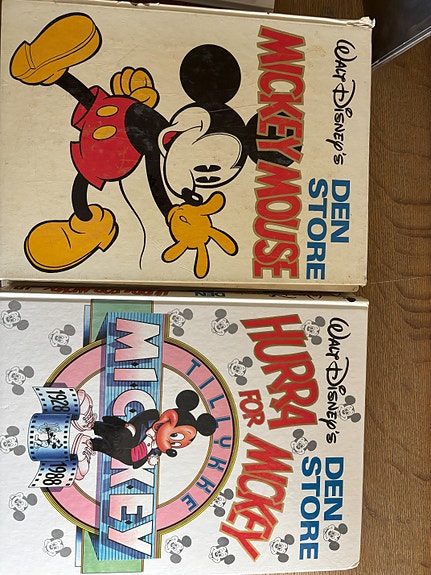 WALT DISNEY'S
DEN
STORE
MICKEY MOUSE
WALT DISNEY'S
DEN
STORE
HURRA
FOR MICKEY
TILLYKKE
MICKEY
1928
1988